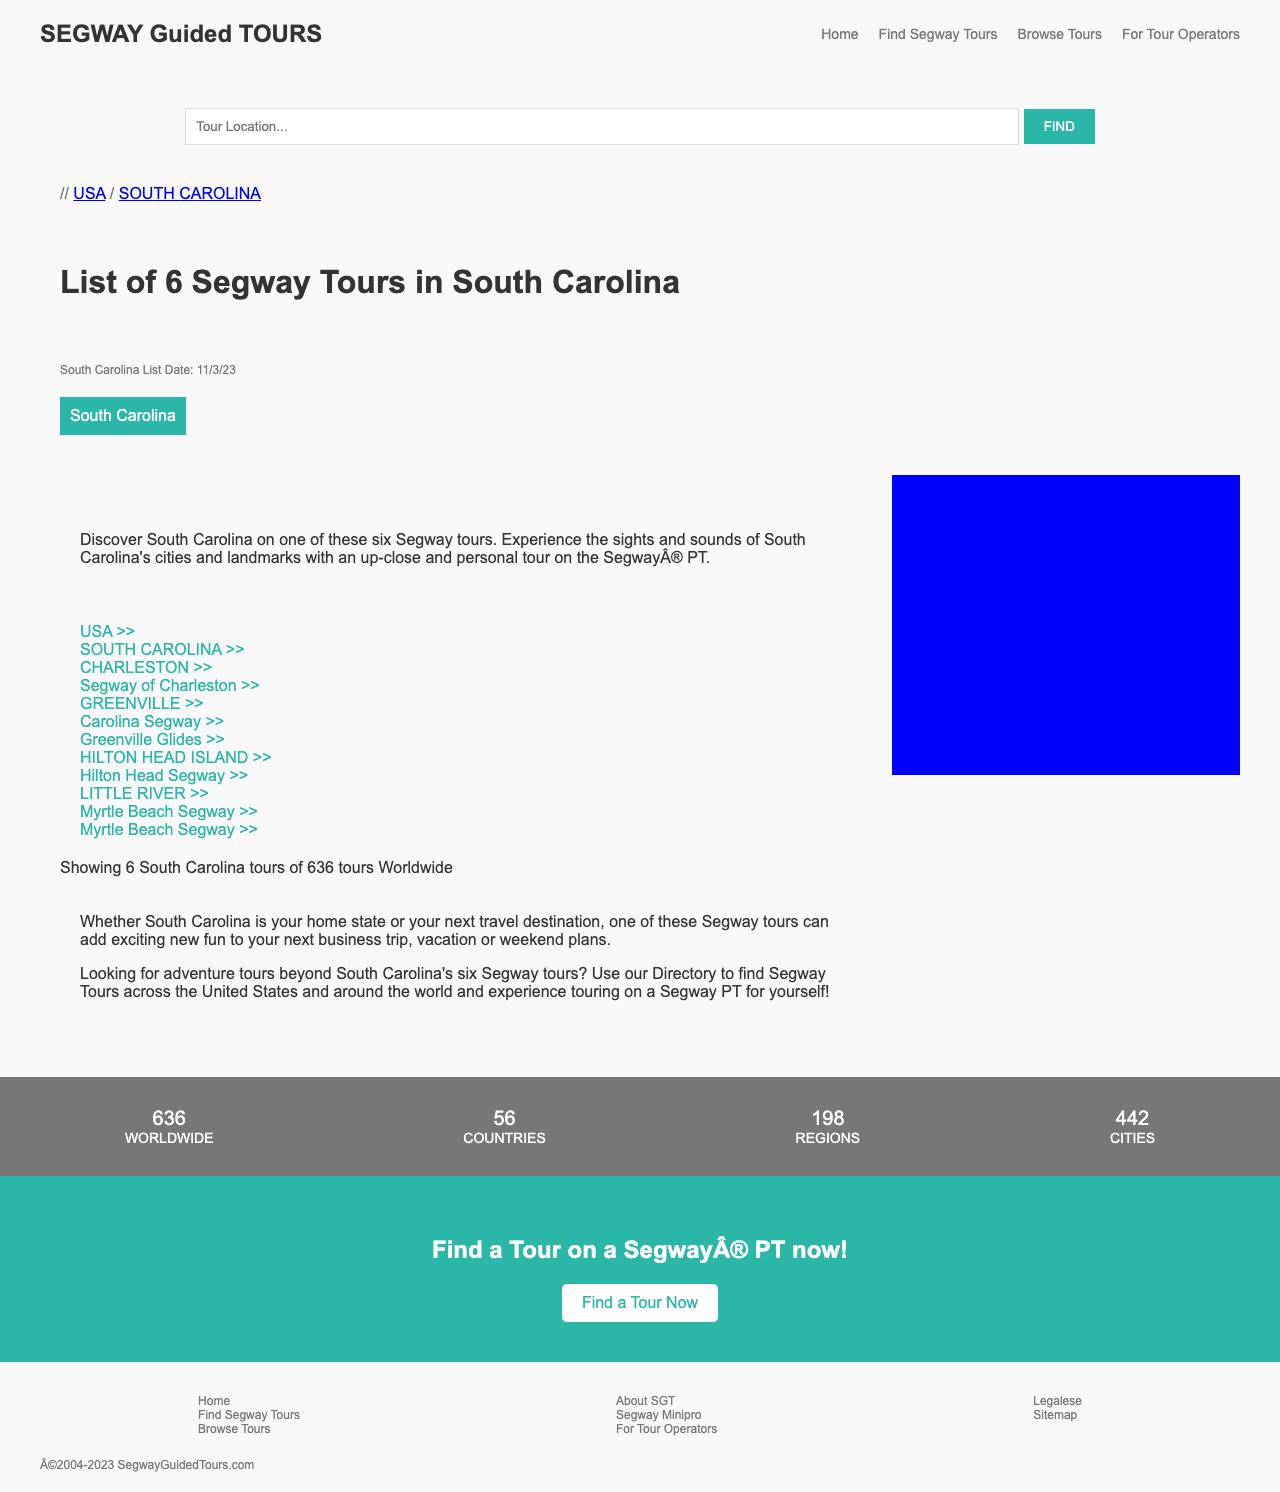 SEGWAY Guided TOURS
Home
Find Segway Tours
Browse Tours
For Tour Operators
Tour Location...
FIND
// USA / SOUTH CAROLINA
List of 6 Segway Tours in South Carolina
South Carolina List Date: 11/3/23
South Carolina
Discover South Carolina on one of these six Segway tours. Experience the sights and sounds of South
Carolina's cities and landmarks with an up-close and personal tour on the SegwayÂ® PT.
USA >>
SOUTH CAROLINA >>
CHARLESTON >>
Segway of Charleston >>
GREENVILLE >>
Carolina Segway >>
Greenville Glides >>
HILTON HEAD ISLAND >>
Hilton Head Segway >>
LITTLE RIVER >>
Myrtle Beach Segway >>
Myrtle Beach Segway >>
Showing 6 South Carolina tours of 636 tours Worldwide
Whether South Carolina is your home state or your next travel destination, one of these Segway tours can
add exciting new fun to your next business trip, vacation or weekend plans.
Looking for adventure tours beyond South Carolina's six Segway tours? Use our Directory to find Segway
Tours across the United States and around the world and experience touring on a Segway PT for yourself!
636
WORLDWIDE
56
COUNTRIES
198
REGIONS
442
CITIES
Find a Tour on a SegwayÂ® PT now!
Find a Tour Now
Home
Find Segway Tours
Browse Tours
About SGT
Segway Minipro
For Tour Operators
Legalese
Sitemap
Â©2004-2023 SegwayGuidedTours.com